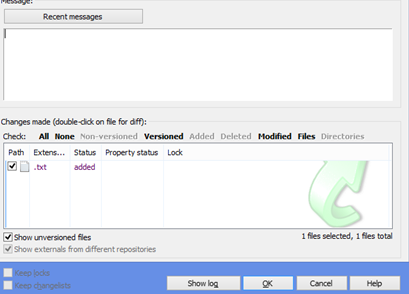 Message:
Recent messages
Changes made (double-click on file for diff):
Check: All None Non-versioned Versioned Added Deleted Modified Files Directories
Path Extens... Status Property status Lock
.txt added
Show unversioned files 1 files selected, 1 files total
Show externals from different repositories
Keep locks
Keep changelists
Show log OK Cancel Help